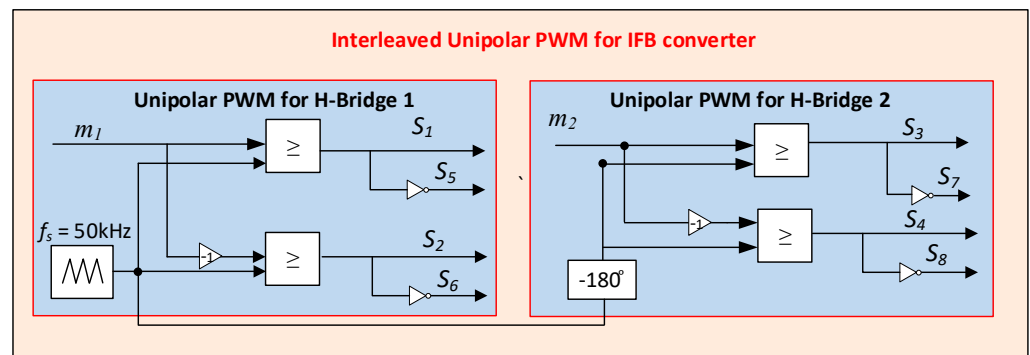 Interleaved Unipolar PWM for IFB converter
Unipolar PWM for H-Bridge 1
m1
≥
S1
S5
fs = 50kHz
-1
≥
S2
S6
`
Unipolar PWM for H-Bridge 2
m2
≥
S3
S7
-1
≥
S4
S8
-180°